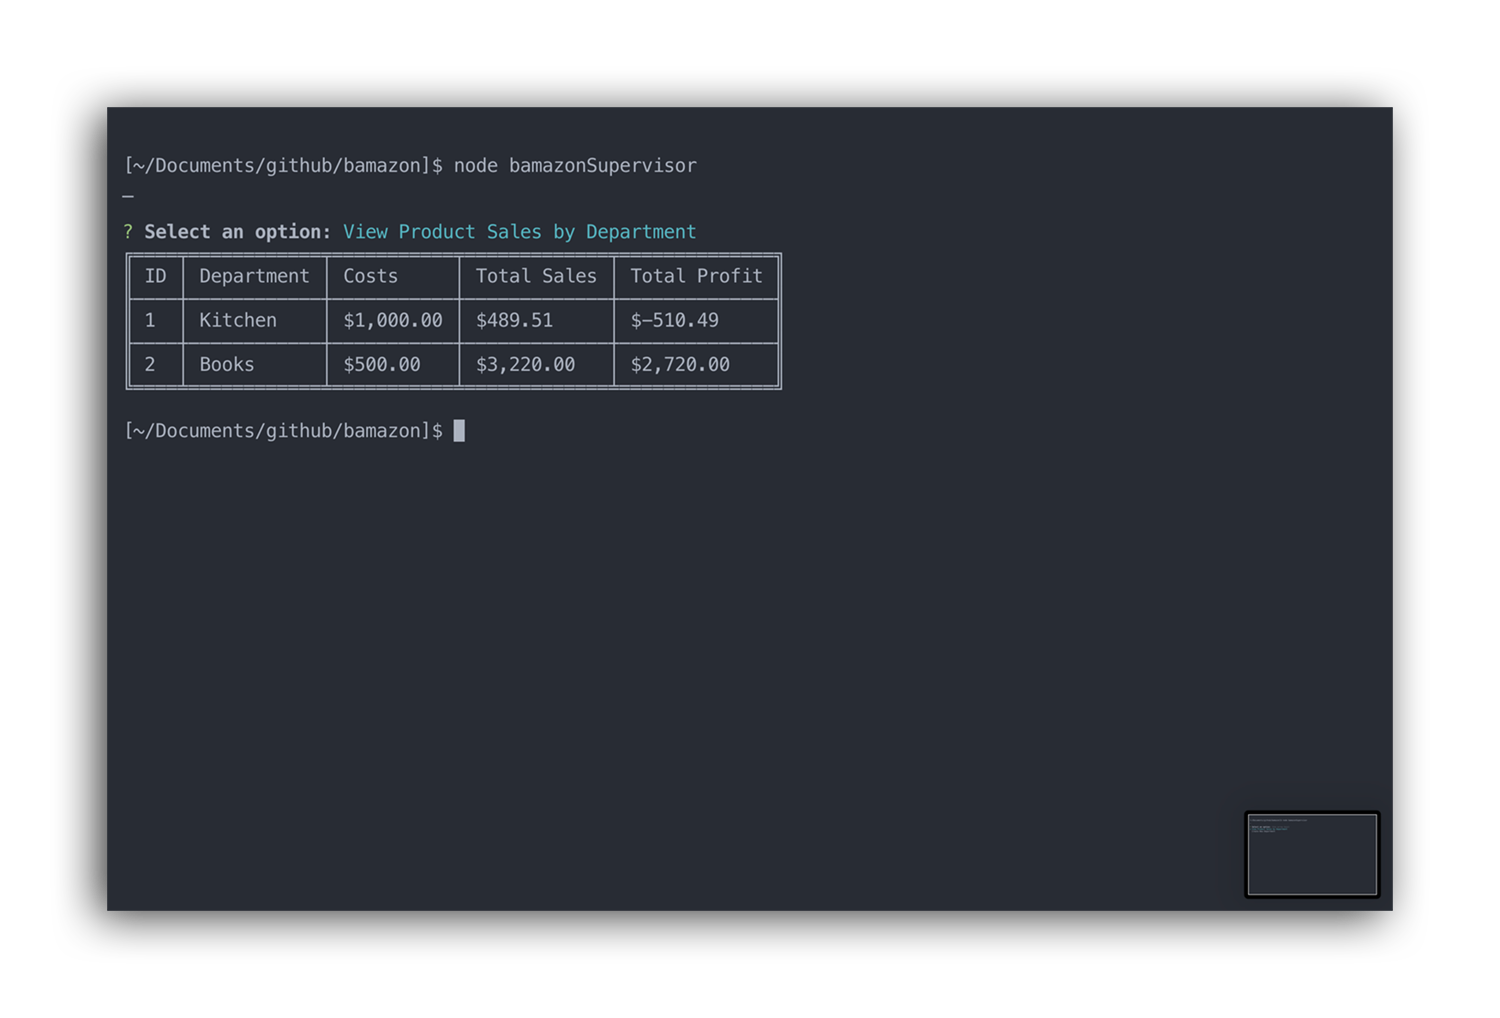 [~/Documents/github/bamazon]$ node bamazonSupervisor
? Select an option: View Product Sales by Department
ID Department Costs Total Sales Total Profit
1 Kitchen $1,000.00 $489.51 $-510.49
2 Books $500.00 $3,220.00 $2,720.00
[~/Documents/github/bamazon]$